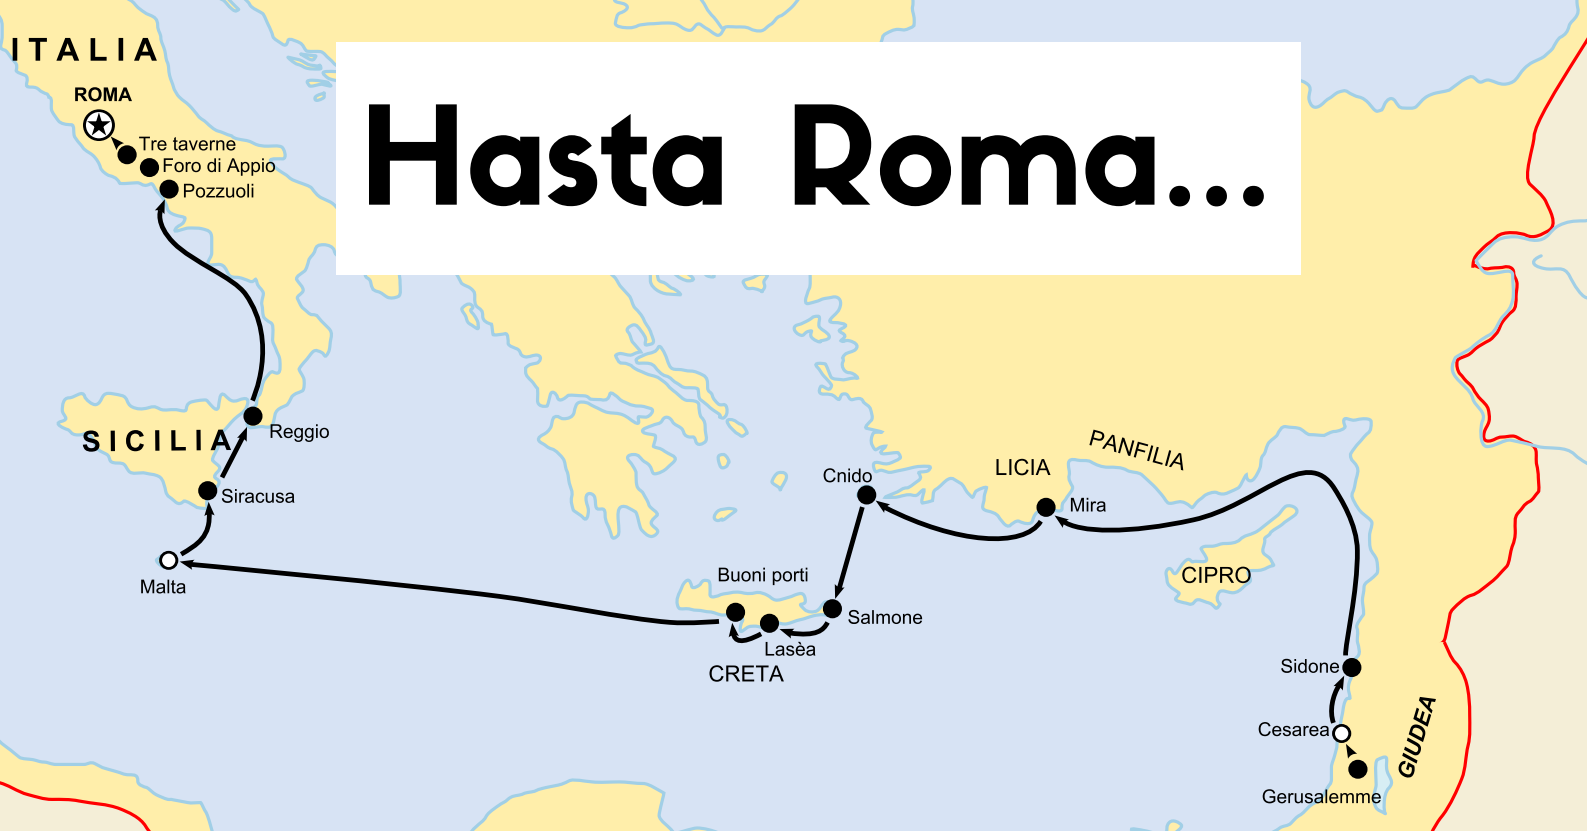 ITALIA
Hasta Roma...
ROMA
Tre taverne
Foro di Appio
Pozzuoli
Reggio
SICILIA
PANFILIA
LICIA
Cnido
Siracusa
Mira
Buoni porti
CIPRO
Malta
Salmone
Lasèa
CRETA
Sidone
Cesarea
GIUDEA
Gerusalemme